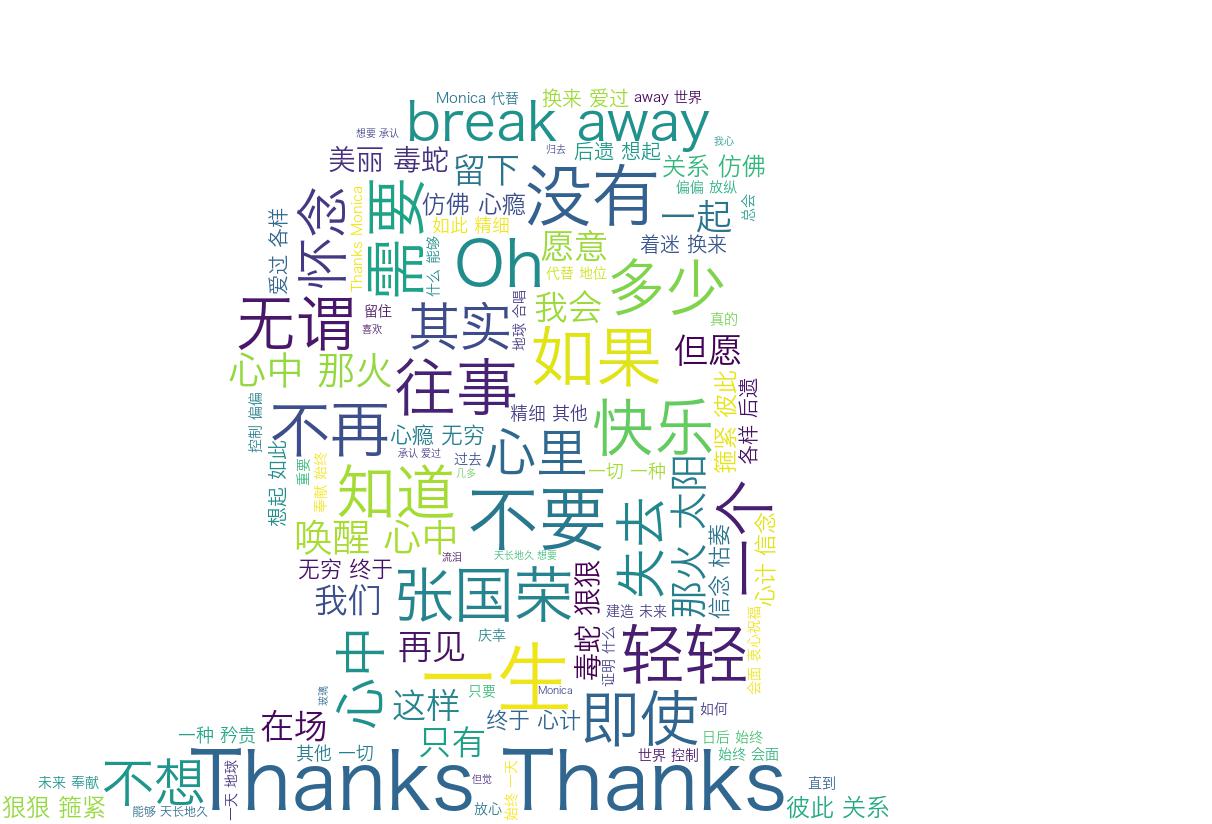 Monica 代替
换来 爱过
away 世界
break away
想要 承认
我心
归去
后遗 想起
美丽 毒蛇
留下
没有
关系 仿佛
偏偏 放纵
总会
怀念
Thanks Monica
需要
仿佛 心瘾
一起
爱过 各样
如此 精细
什么 能够
Oh
愿意
着迷 换来
代替 地位
多少
无谓
留住
喜欢
其实
地球 合唱
我会
真的
如果
但愿
心中 那火
往事
箍紧 彼此
各样 后遗
控制 偏偏
不再
精细 其他
快乐
心瘾 无穷
承认 爱过
过去
几多
心里
一切 一种
太阳
想起 如此
重要
奉献 始终
知道
不要
失去
那火
一个
唤醒 心中
流泪
天长地久 想要
信念 枯萎
心计 信念
无穷 终于
我们
张国荣
狠狠
建造 未来
心中
再见
庆幸
毒蛇
证明 什么
轻轻
会面 衷心祝福
一生
玻璃
这样
只要
Monica
终于 心计
即使
如何
一种 矜贵
在场
只有
日后 始终
其他 一切
世界 控制
始终 会面
未来 奉献
不想
一天 地球
Thanks Thanks
但觉
始终 一天
直到
狠狠 箍紧
能够 天长地久
放心
彼此 关系